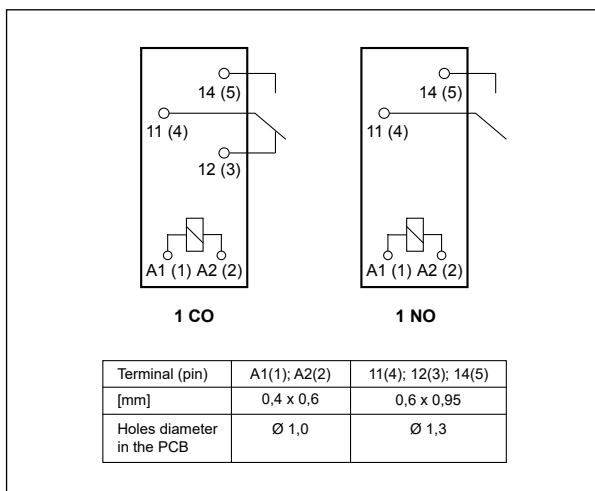 14 (5)
11 (4)
12 (3)
A1 (1) A2 (2)
1 CO
14 (5)
11 (4)
A1 (1) A2 (2)
1 NO
Terminal (pin) A1(1); A2(2) 11(4); 12(3); 14(5)
[mm] 0,4 x 0,6 0,6 x 0,95
Holes diameter Ø 1,0 Ø 1,3
in the PCB